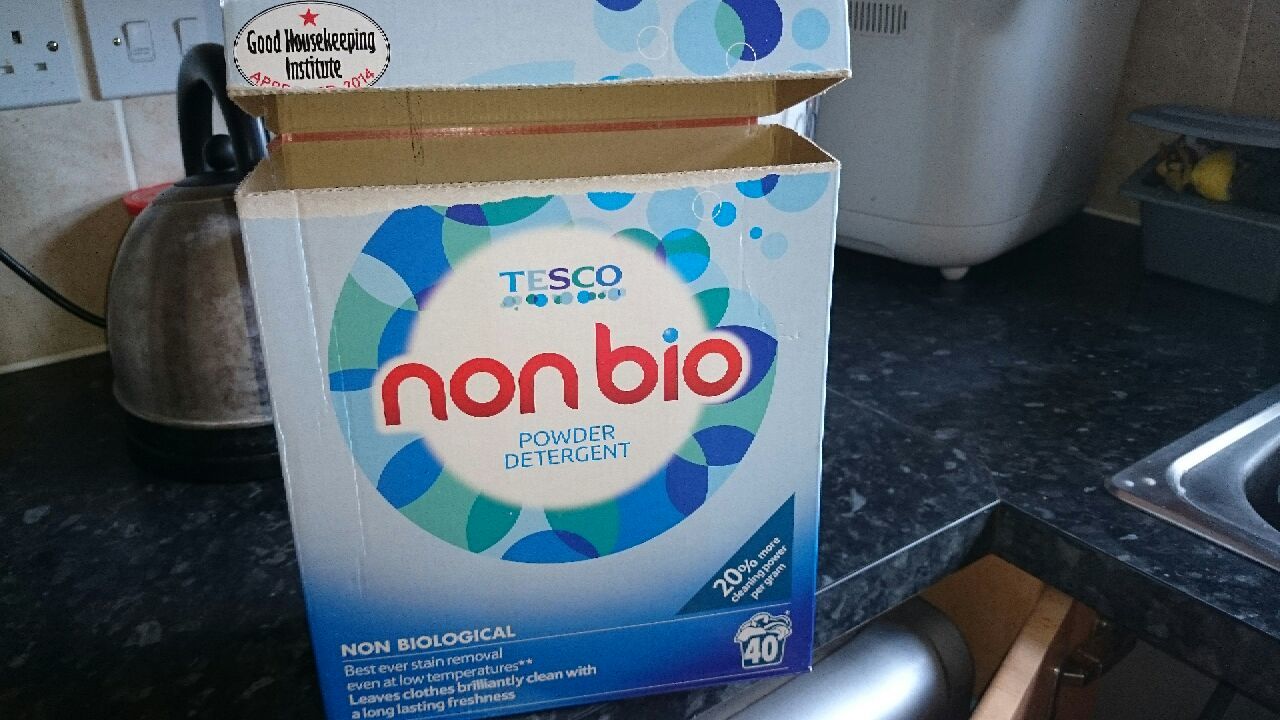 Good Housekeeping
Institute
2014
TESCO
non bio
POWDER
DETERGENT
20% more
cleaning power
per gram
40*
NON BIOLOGICAL
Best ever stain removal
even at low temperatures**
Leaves clothes brilliantly clean with
a long lasting freshness